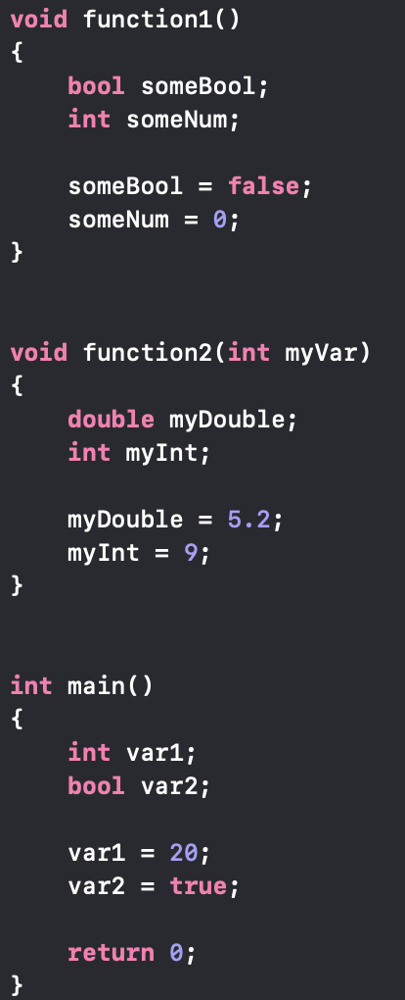 void function1()
{
    bool someBool;
    int someNum;

    someBool = false;
    someNum = 0;
}


void function2(int myVar)
{
    double myDouble;
    int myInt;

    myDouble = 5.2;
    myInt = 9;
}


int main()
{
    int var1;
    bool var2;

    var1 = 20;
    var2 = true;

    return 0;
}